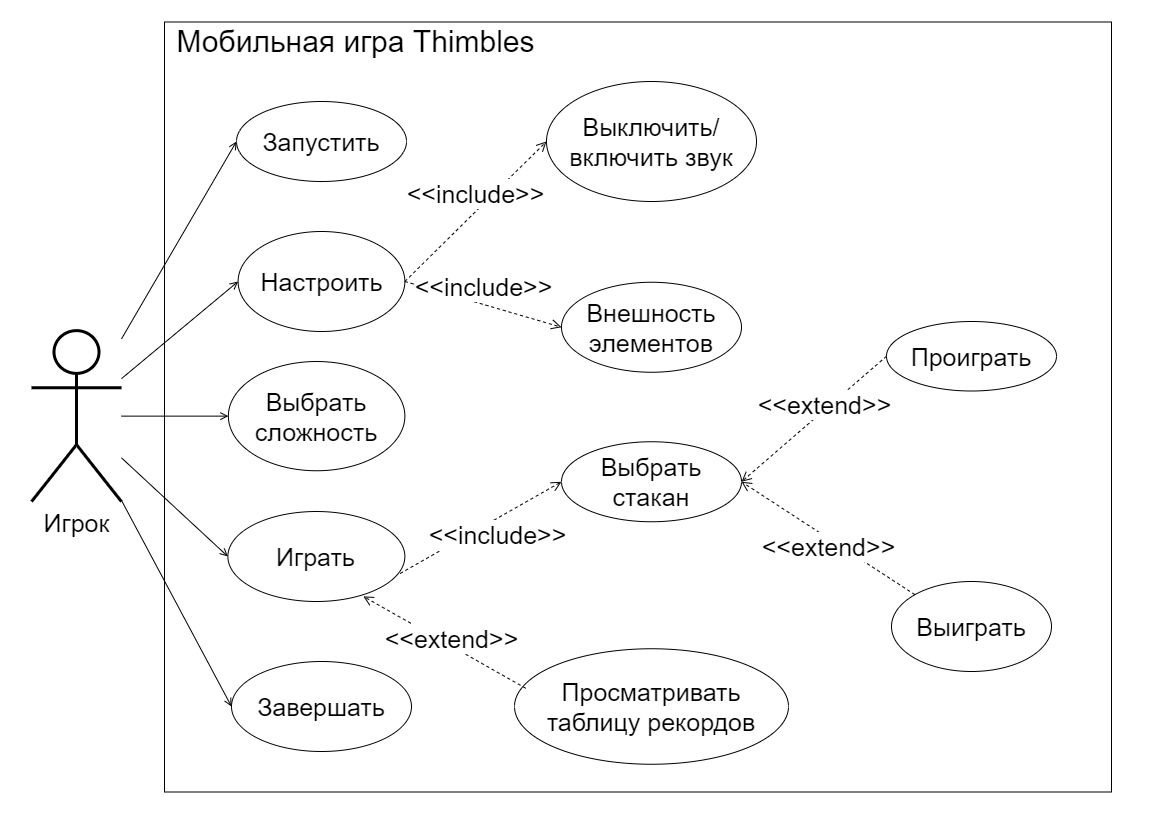 Мобильная игра Thimbles
Запустить
Выключить/
включить звук
<<include>>
Настроить
<<include>>
Внешность
элементов
Проиграть
<<extend>>
Выбрать
сложность
Выбрать
стакан
Игрок
<<include>>
<<extend>>
Играть
Выиграть
<<extend>>
Завершать
Просматривать
таблицу рекордов